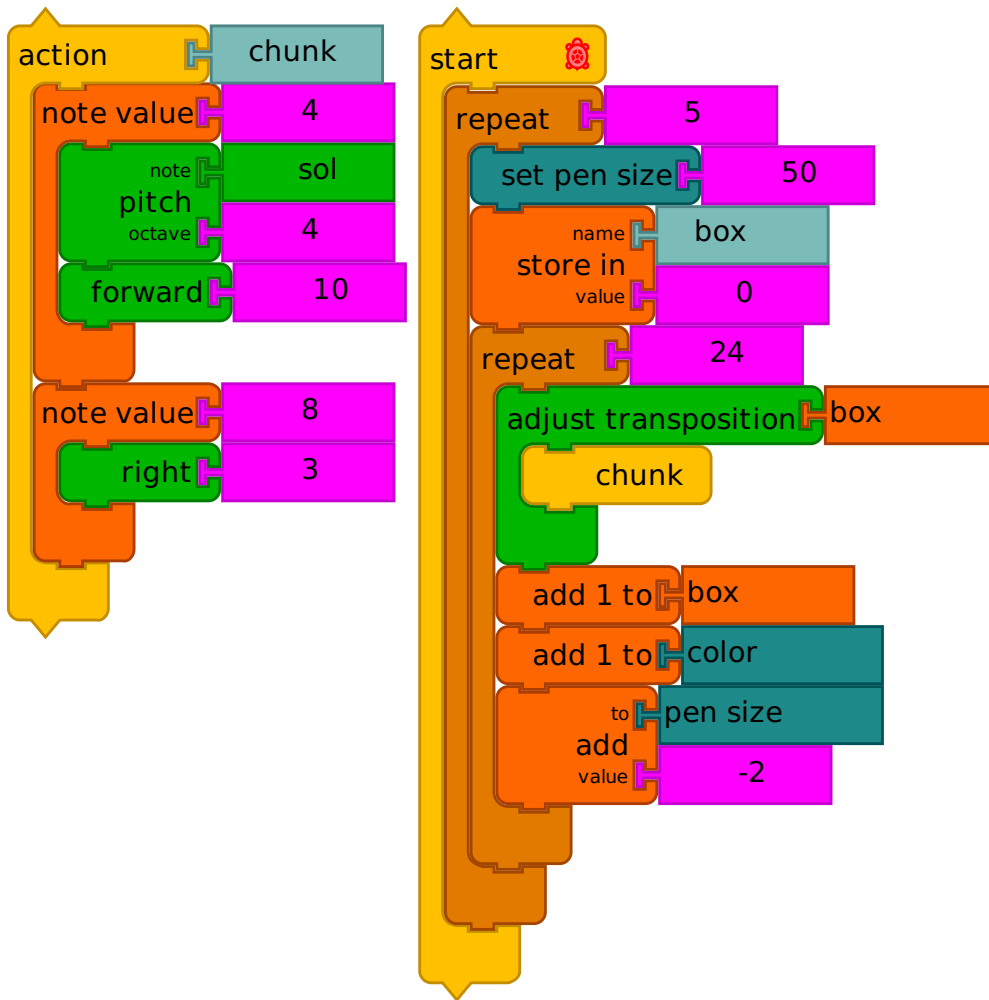 action chunk
note value 4
note sol
pitch
octave 4
forward 10
note value 8
right 3
start
repeat 5
set pen size 50
name box
store in
value 0
repeat 24
adjust transposition box
chunk
add 1 to box
add 1 to color
to pen size
add
value -2